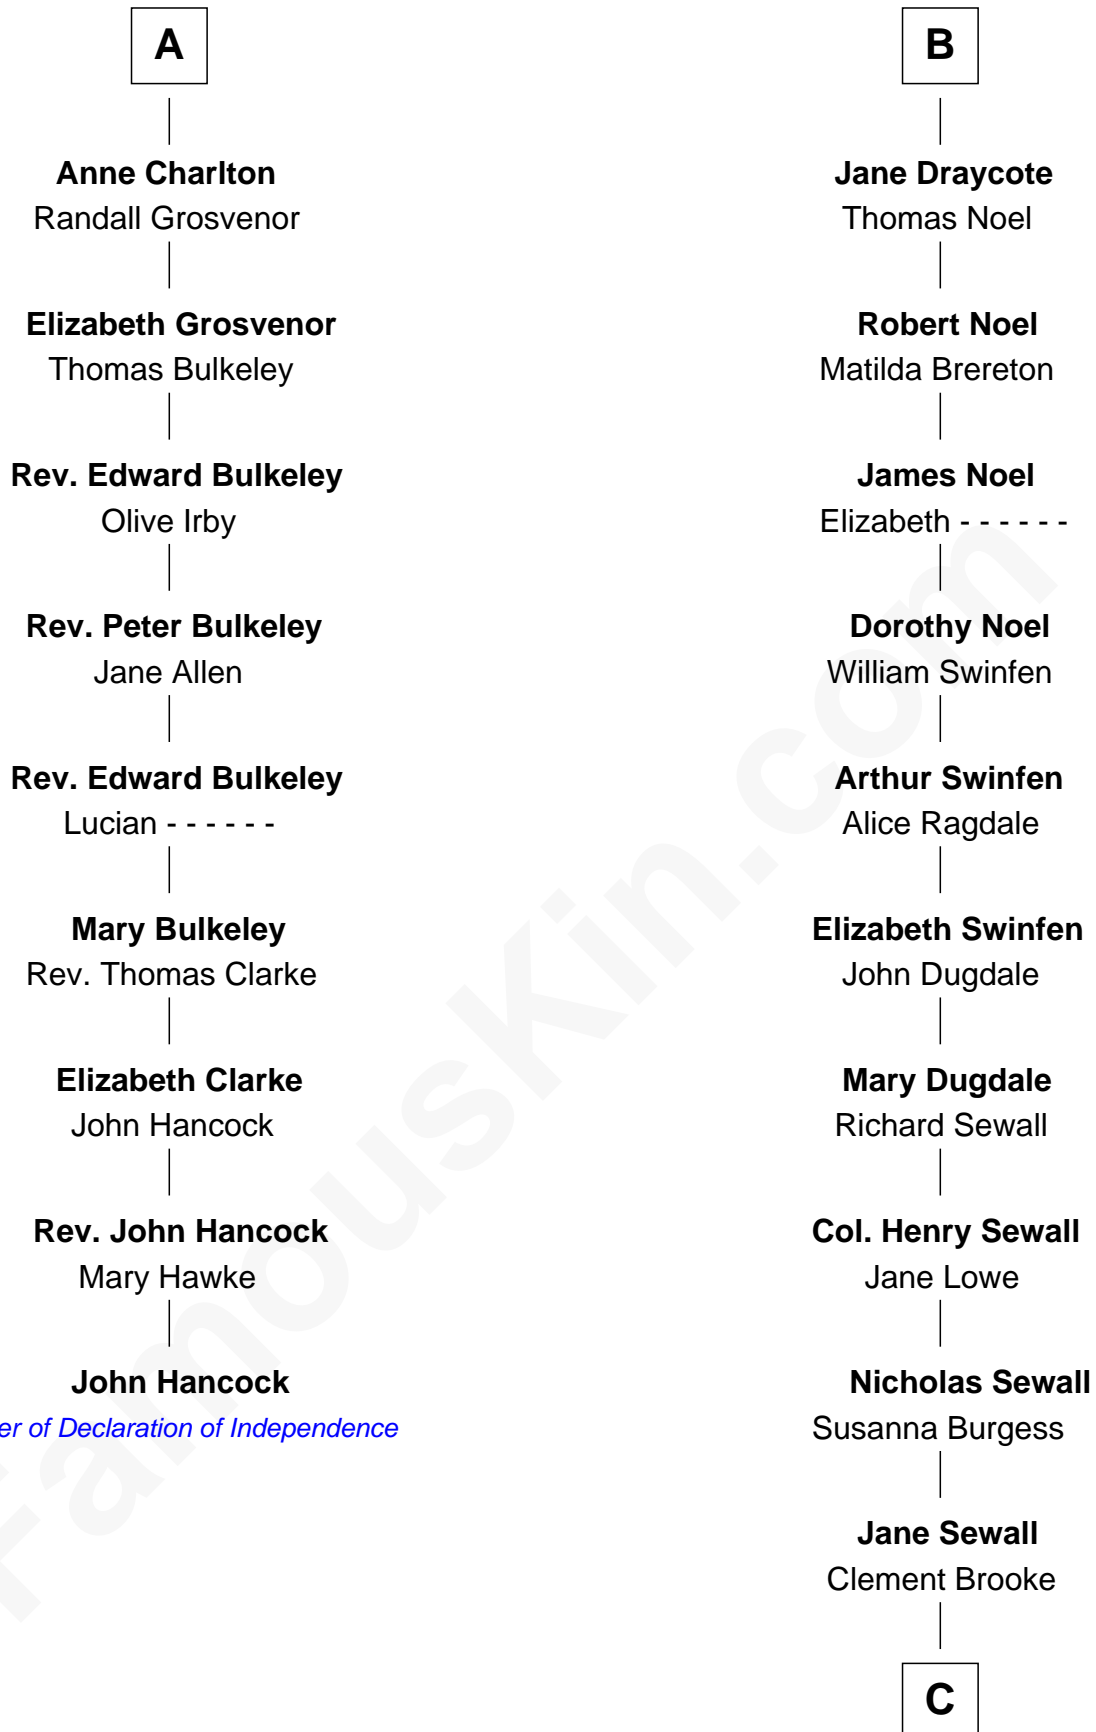 A
Anne Charlton
Randall Grosvenor
Elizabeth Grosvenor
Thomas Bulkeley
Rev. Edward Bulkeley
Olive Irby
Rev. Peter Bulkeley
Jane Allen
Rev. Edward Bulkeley
Lucian - - - - - -
Mary Bulkeley
Rev. Thomas Clarke
Elizabeth Clarke
John Hancock
Rev. John Hancock
Mary Hawke
John Hancock
er of Declaration of Independence
B
Jane Draycote
Thomas Noel
Robert Noel
Matilda Brereton
James Noel
Elizabeth - - - - - -
Dorothy Noel
William Swinfen
Arthur Swinfen
Alice Ragdale
Elizabeth Swinfen
John Dugdale
Mary Dugdale
Richard Sewall
Col. Henry Sewall
Jane Lowe
Nicholas Sewall
Susanna Burgess
Jane Sewall
Clement Brooke
C
FamousKin.com